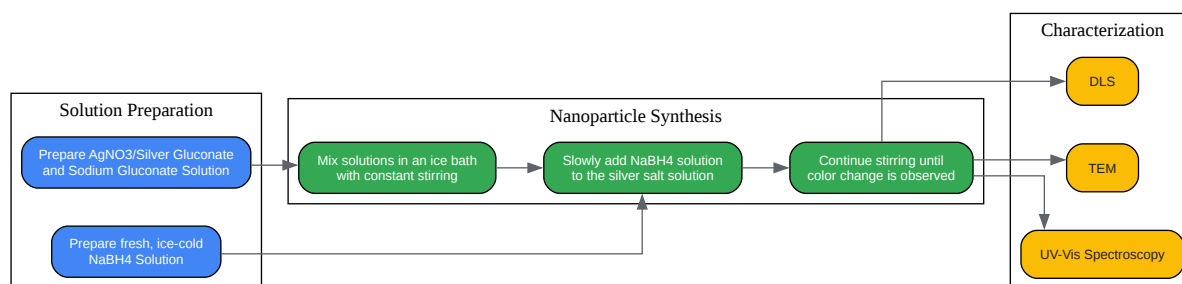 Solution Preparation
Prepare AgNO3/Silver Gluconate
and Sodium Gluconate Solution
Prepare fresh, ice-cold
NaBH4 Solution
Nanoparticle Synthesis
Mix solutions in an ice bath
with constant stirring
Slowly add NaBH4 solution
to the silver salt solution
Continue stirring until
color change is observed
Characterization
DLS
TEM
UV-Vis Spectroscopy